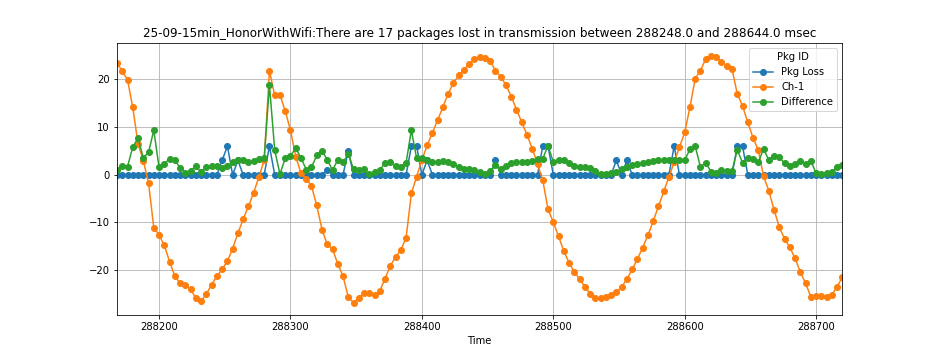 25-09-15min_HonorWithWifi:There are 17 packages lost in transmission between 288248.0 and 288644.0 msec
Pkg ID
Pkg Loss
Ch-1
Difference
20
10
0
−10
−20
288200 288300 288400 288500 288600 288700
Time